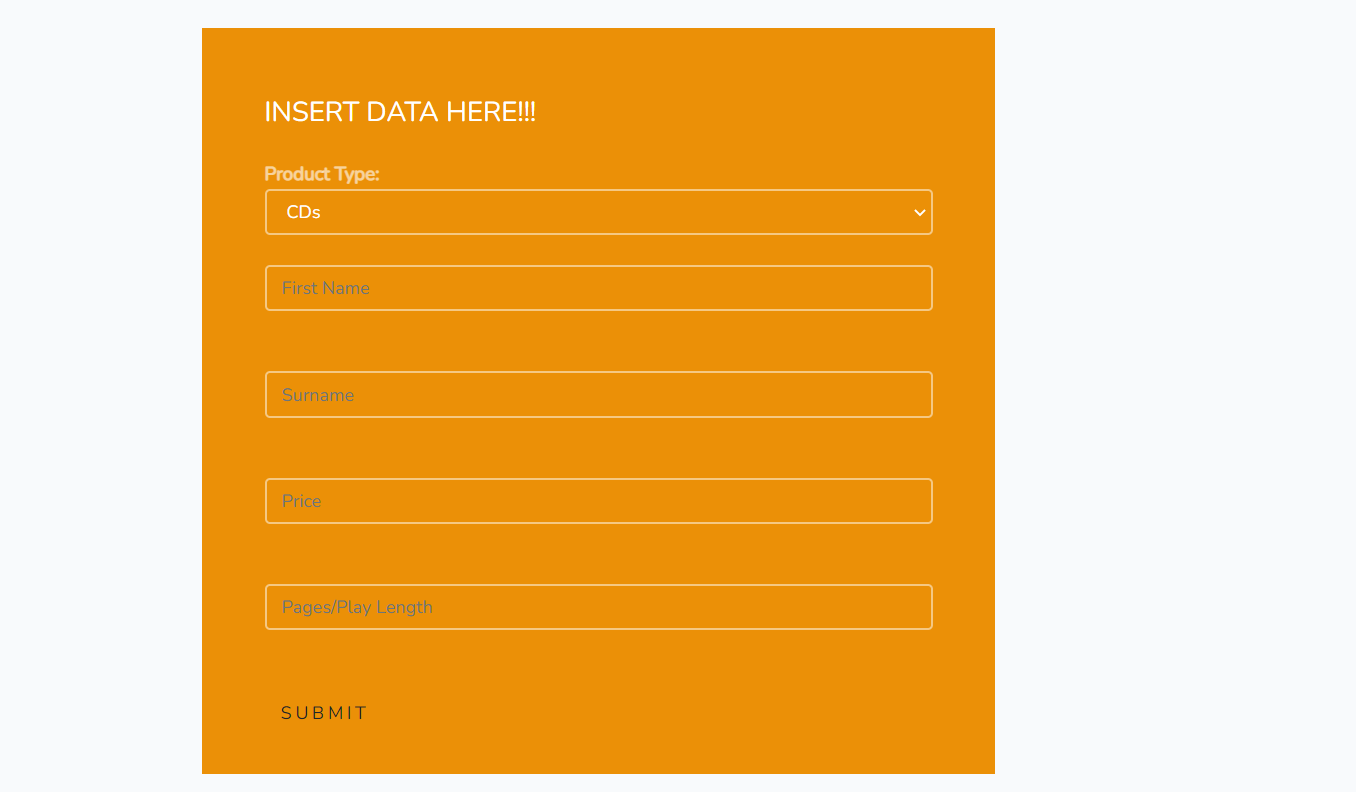 INSERT DATA HERE!!!
Product Type:
CDs
First Name
Surname
Price
Pages/Play Length
SUBMIT